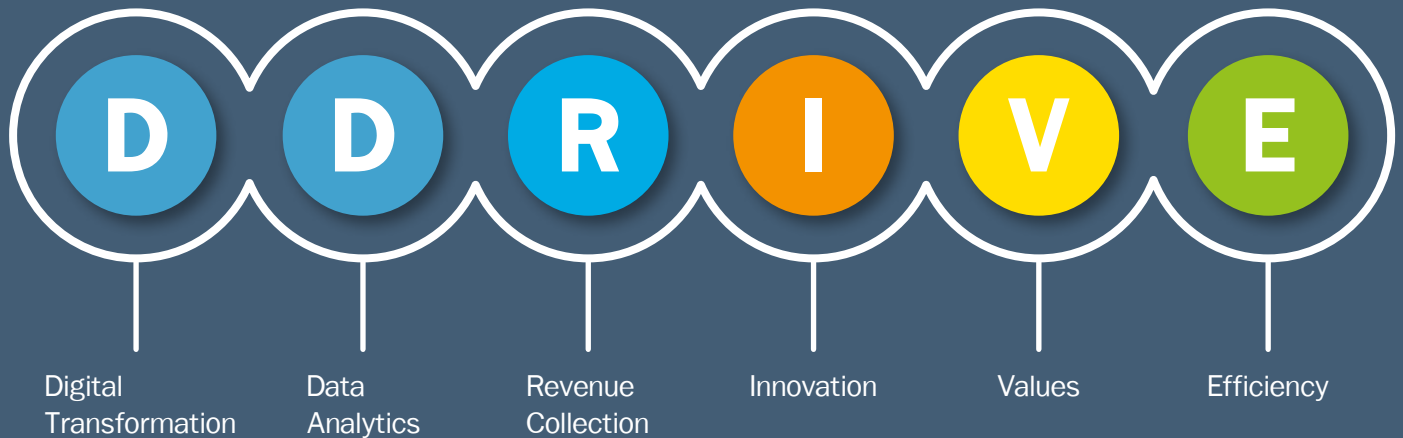 D D R I V E
Digital Transformation
Data Analytics
Revenue Collection
Innovation
Values
Efficiency